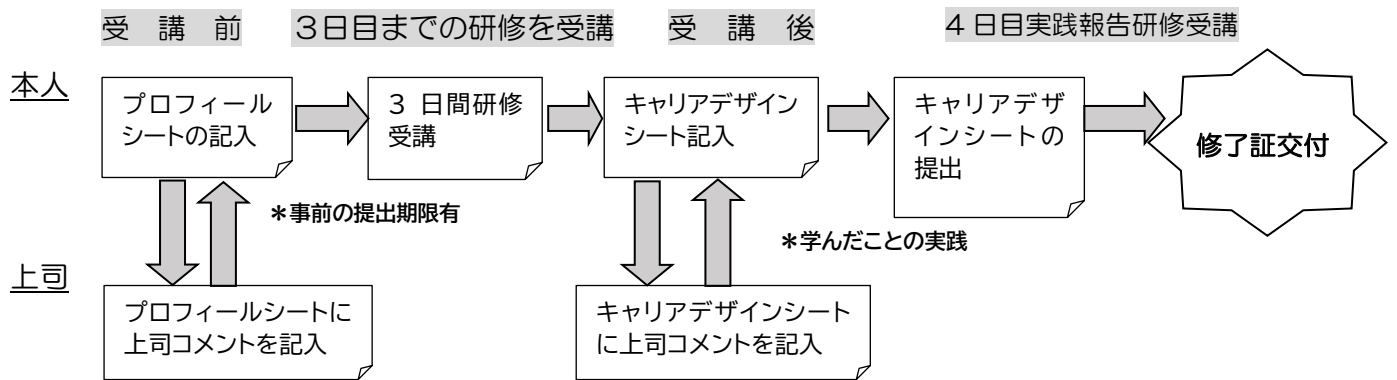 受 講 前
3日目までの研修を受講
受 講 後
4 日目実践報告研修受講
本人
プロフィール
シートの記入
3 日間研修
受講
キャリアデザイン
シート記入
キャリアデザ
インシートの
提出
修了証交付
*事前の提出期限有
*学んだことの実践
上司
プロフィールシートに
上司コメントを記入
キャリアデザインシート
に上司コメントを記入